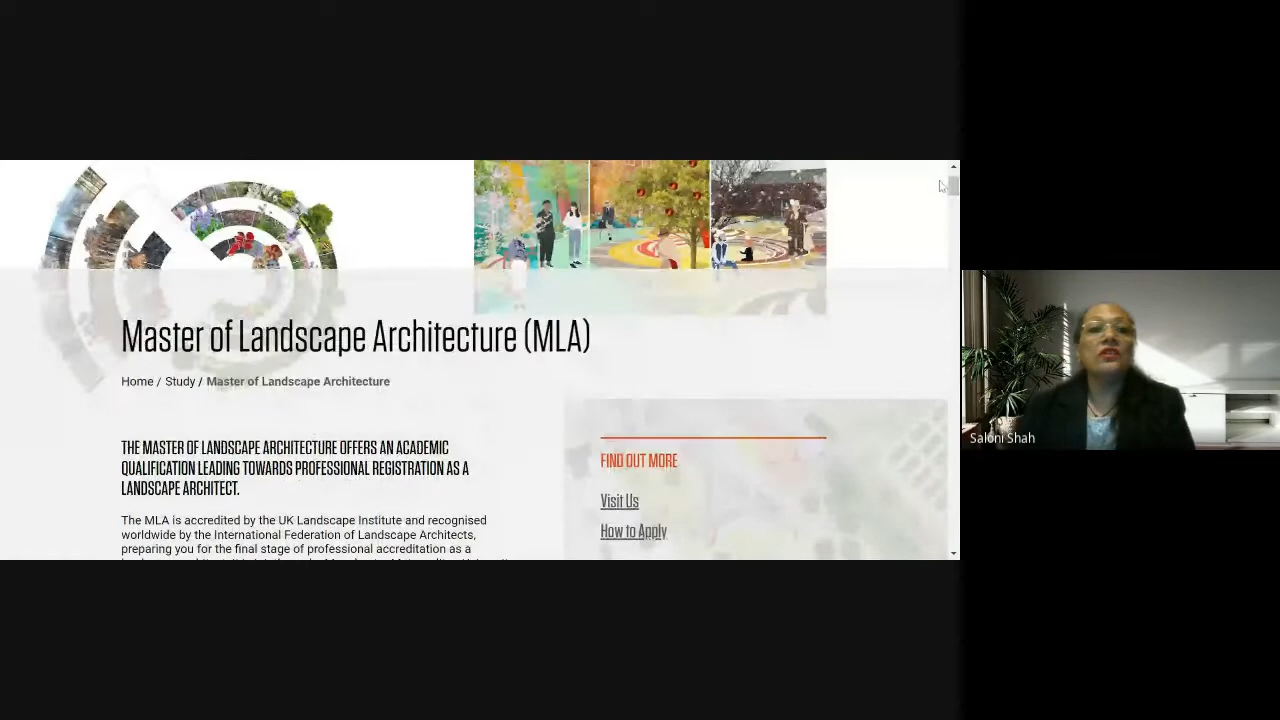 Master of Landscape Architecture (MLA)
Home / Study / Master of Landscape Architecture
THE MASTER OF LANDSCAPE ARCHITECTURE OFFERS AN ACADEMIC
QUALIFICATION LEADING TOWARDS PROFESSIONAL REGISTRATION AS A
LANDSCAPE ARCHITECT.
The MLA is accredited by the UK Landscape Institute and recognised
worldwide by the International Federation of Landscape Architects,
preparing you for the final stage of professional accreditation as a
FIND OUT MORE
Visit Us
How to Apply
Saloni Shah